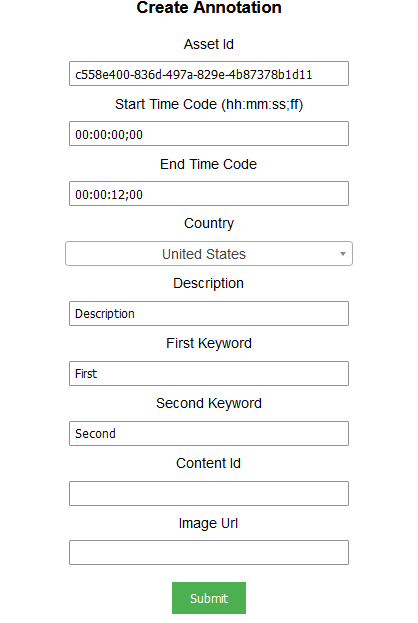 Create Annotation
Asset Id
c558e400-836d-497a-829e-4b87378b1d11
Start Time Code (hh:mm:ss;ff)
00:00:00;00
End Time Code
00:00:12;00
Country
United States
Description
Description
First Keyword
First
Second Keyword
Second
Content Id
Image Url
Submit